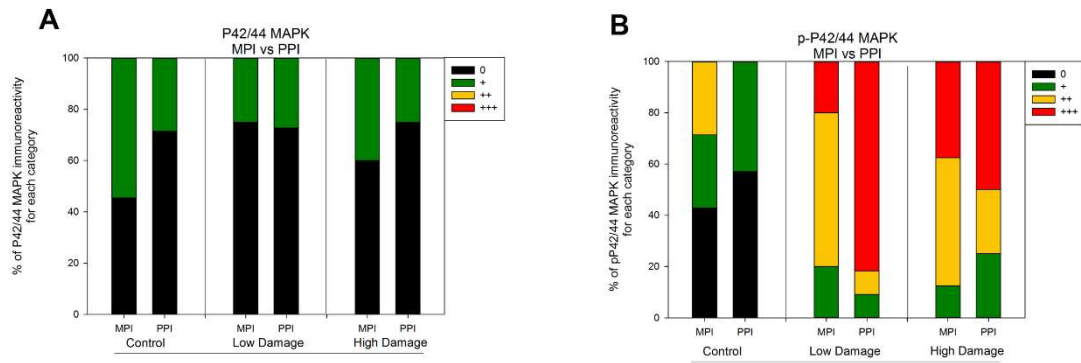 A
P42/44 MAPK
MPI vs PPI
% of P42/44 MAPK immunoreactivity
for each category
100
80
60
40
20
0
0
+
++
+++
MPI PPI MPI PPI MPI PPI
Control Low Damage High Damage
B
p-P42/44 MAPK
MPI vs PPI
% of pP42/44 MAPK immunoreactivity
for each category
100
80
60
40
20
0
0
+
++
+++
MPI PPI MPI PPI MPI PPI
Control Low Damage High Damage